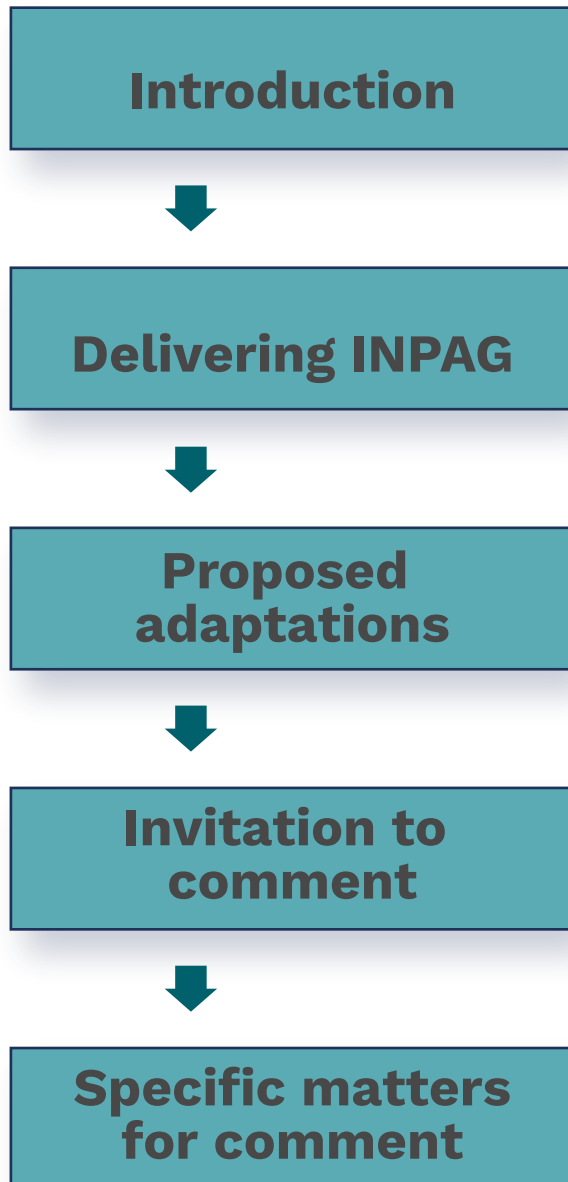 Introduction
Delivering INPAG
Proposed
adaptations
Invitation to
comment
Specific matters
for comment